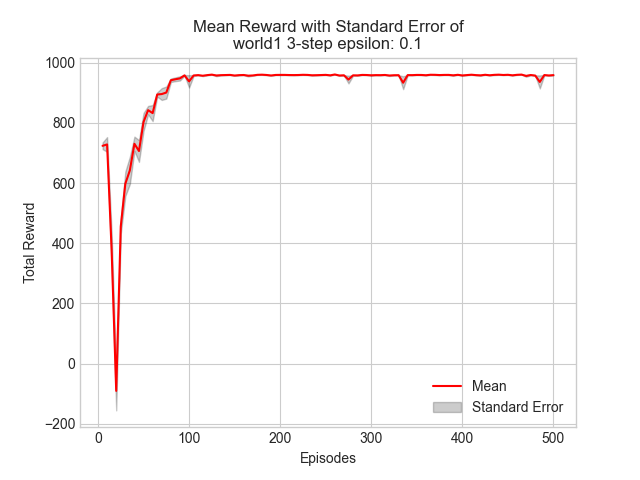 Mean Reward with Standard Error of
world1 3-step epsilon: 0.1
1000
800
600
400
200
0
−200
Total Reward
0 100 200 300 400 500
Episodes
Mean
Standard Error